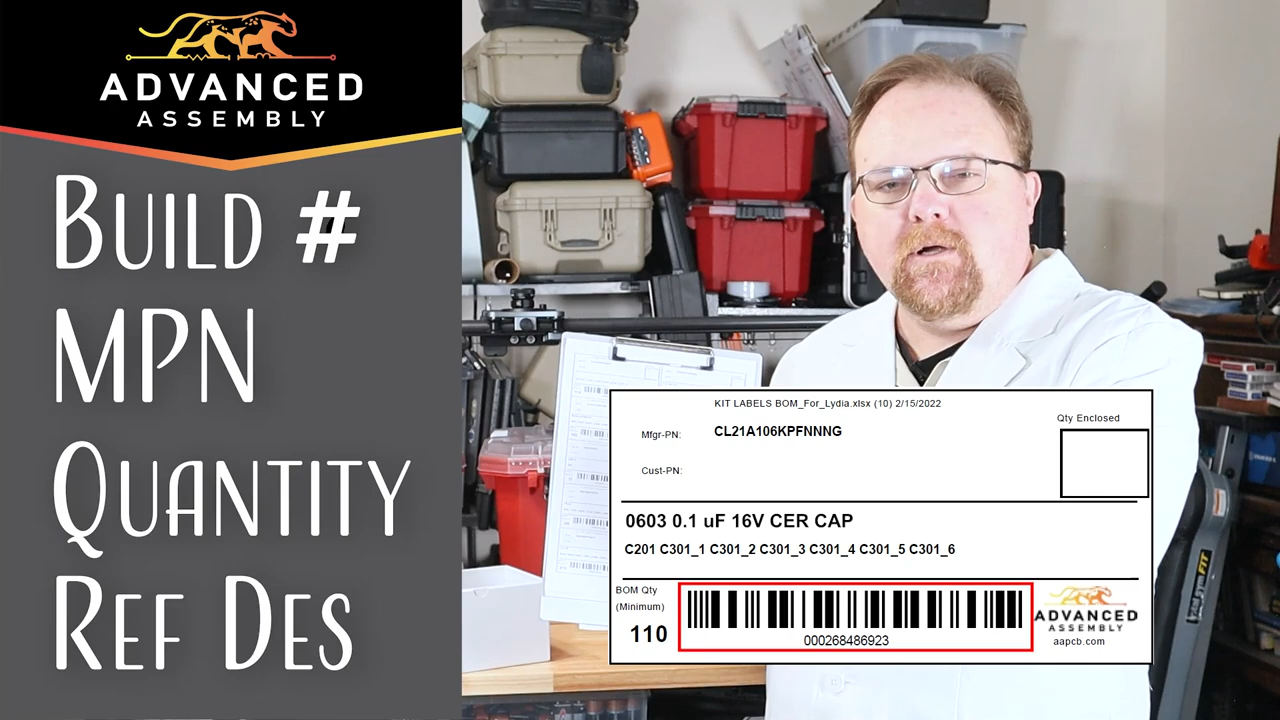 ADVANCED
ASSEMBLY
BUILD #
MPN
QUANTITY
REF DES
KIT LABELS BOM_For_Lydia.xlsx (10) 2/15/2022
Qty Enclosed
Mfgr-PN: CL21A106KPFNNNG
Cust-PN:
0603 0.1 uF 16V CER CAP
C201 C301_1 C301_2 C301_3 C301_4 C301_5 C301_6
BOM Qty
(Minimum)
110
000268486923
ADVANCED
ASSEMBLY
aapcb.com